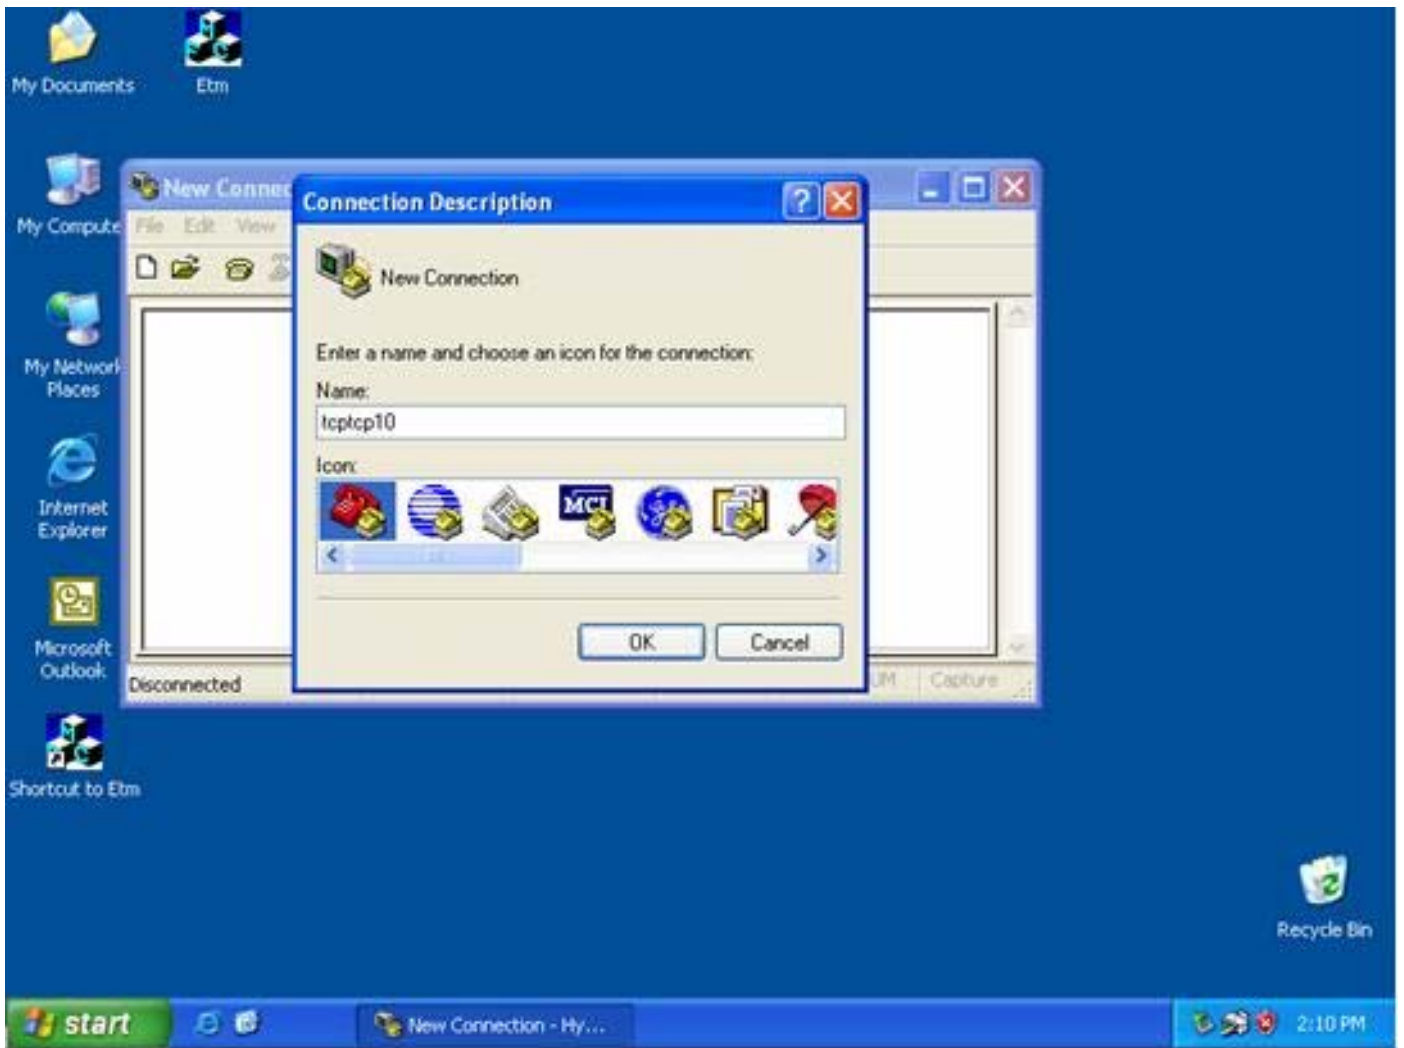 My Documents
Etm
My Compute
My Network
Places
Internet
Explorer
Microsoft
Outlook
Shortcut to Etm
New Connec
File Edit View
Disconnected
UM
Capture
Connection Description
New Connection
Enter a name and choose an icon for the connection:
Name:
tcptcp10
Icon:
MCI
OK
Cancel
Recycle Bin
start
New Connection - Hy...
2:10 PM